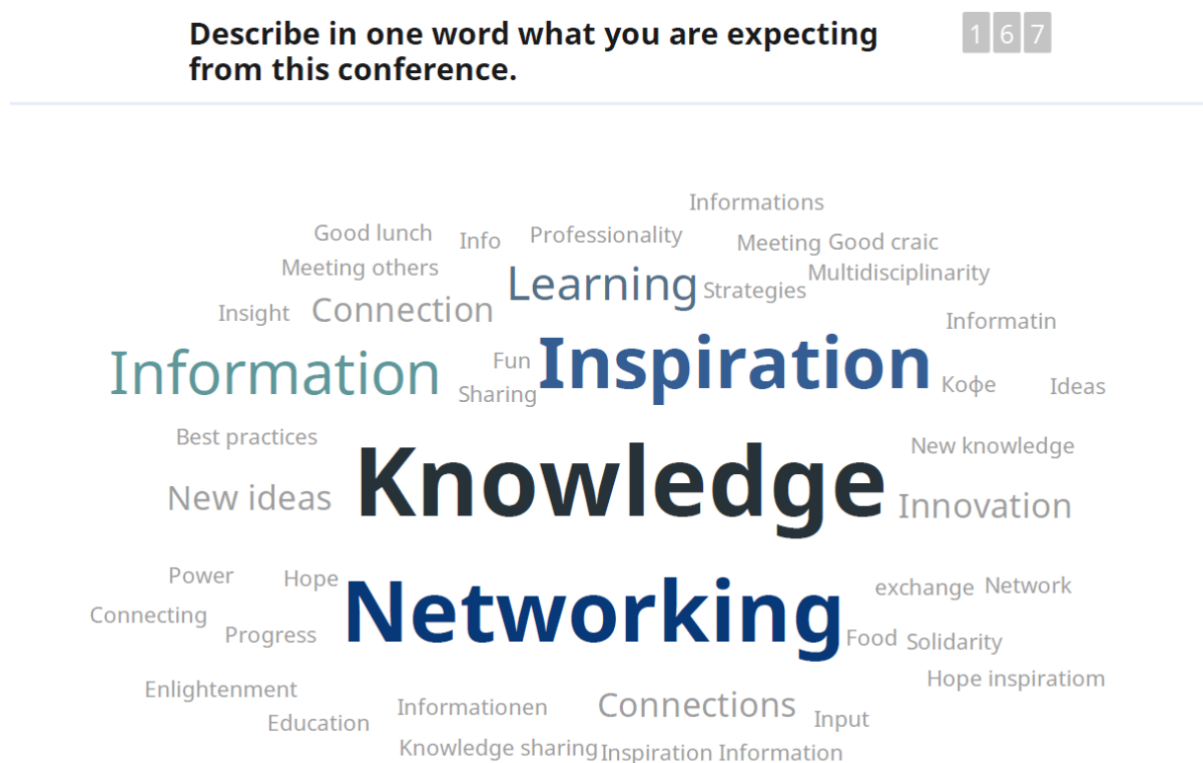 Describe in one word what you are expecting
from this conference.
1 6 7
Informations
Good lunch
Info
Professionality
Meeting
Good craic
Meeting others
Learning
Strategies
Multidisciplinarity
Insight
Connection
Informatin
Information
Fun
Inspiration
Sharing
Кофе
Ideas
Best practices
Knowledge
New knowledge
New ideas
Innovation
Power
Hope
Networking
exchange
Network
Connecting
Progress
Food
Solidarity
Hope inspiratiom
Enlightenment
Informationen
Connections
Input
Education
Knowledge sharing
Inspiration Information